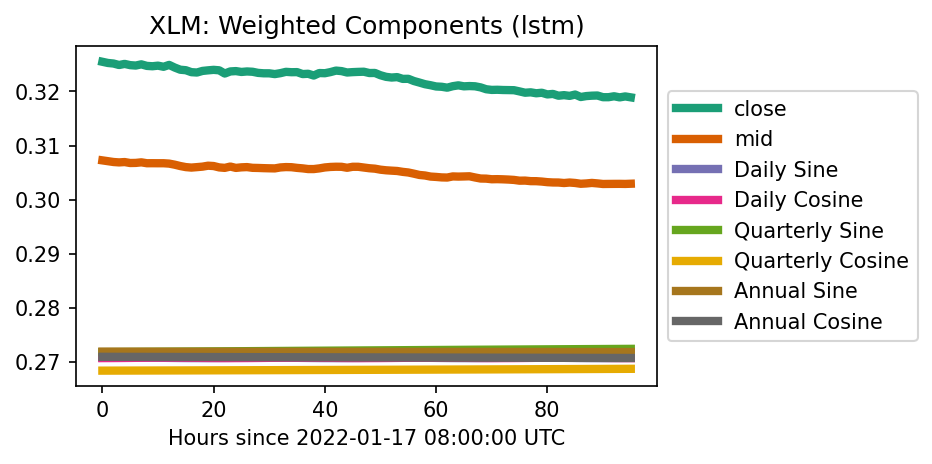 XLM: Weighted Components (lstm)
0.32
0.31
0.30
0.29
0.28
0.27
0 20 40 60 80
Hours since 2022-01-17 08:00:00 UTC
close
mid
Daily Sine
Daily Cosine
Quarterly Sine
Quarterly Cosine
Annual Sine
Annual Cosine